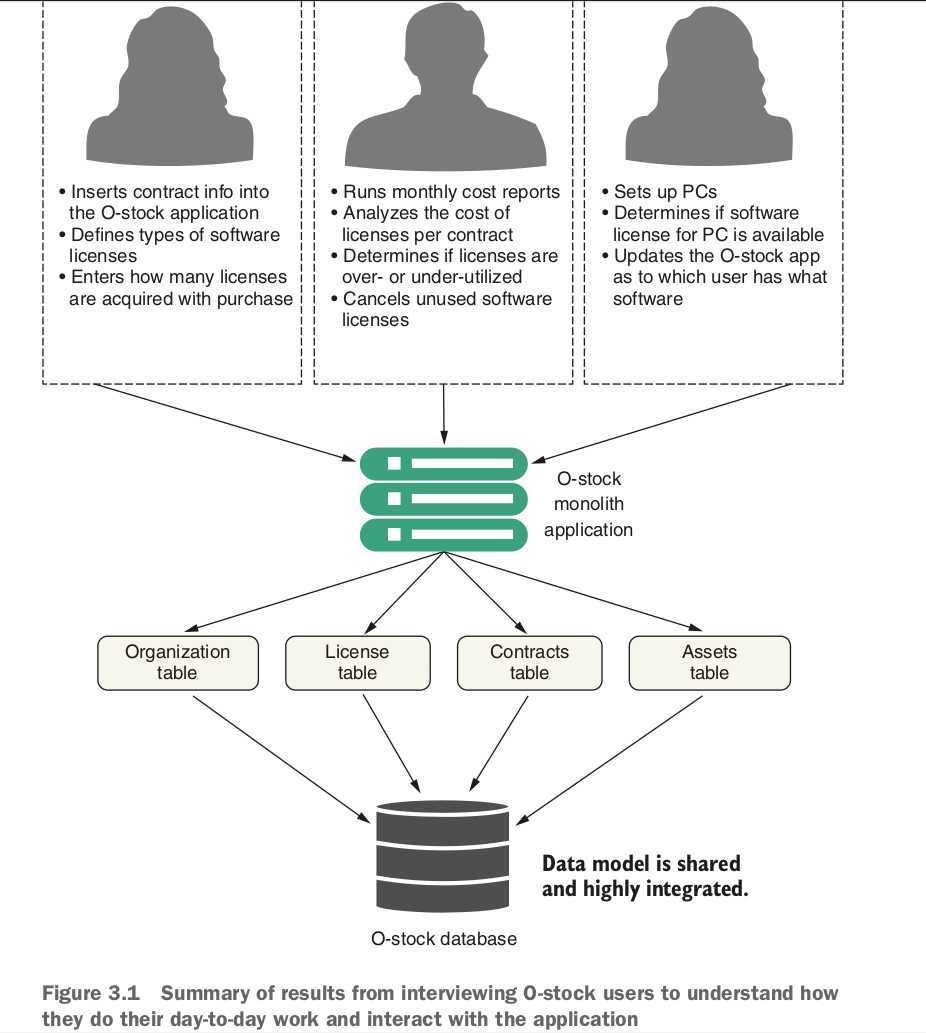 • Inserts contract info into
the O-stock application
• Defines types of software
licenses
• Enters how many licenses
are acquired with purchase
• Runs monthly cost reports
• Analyzes the cost of
licenses per contract
• Determines if licenses are
over- or under-utilized
• Cancels unused software
licenses
• Sets up PCs
• Determines if software
license for PC is available
• Updates the O-stock app
as to which user has what
software
O-stock
monolith
application
Organization
table
License
table
Contracts
table
Assets
table
Data model is shared
and highly integrated.
O-stock database
Figure 3.1 Summary of results from interviewing O-stock users to understand how
they do their day-to-day work and interact with the application